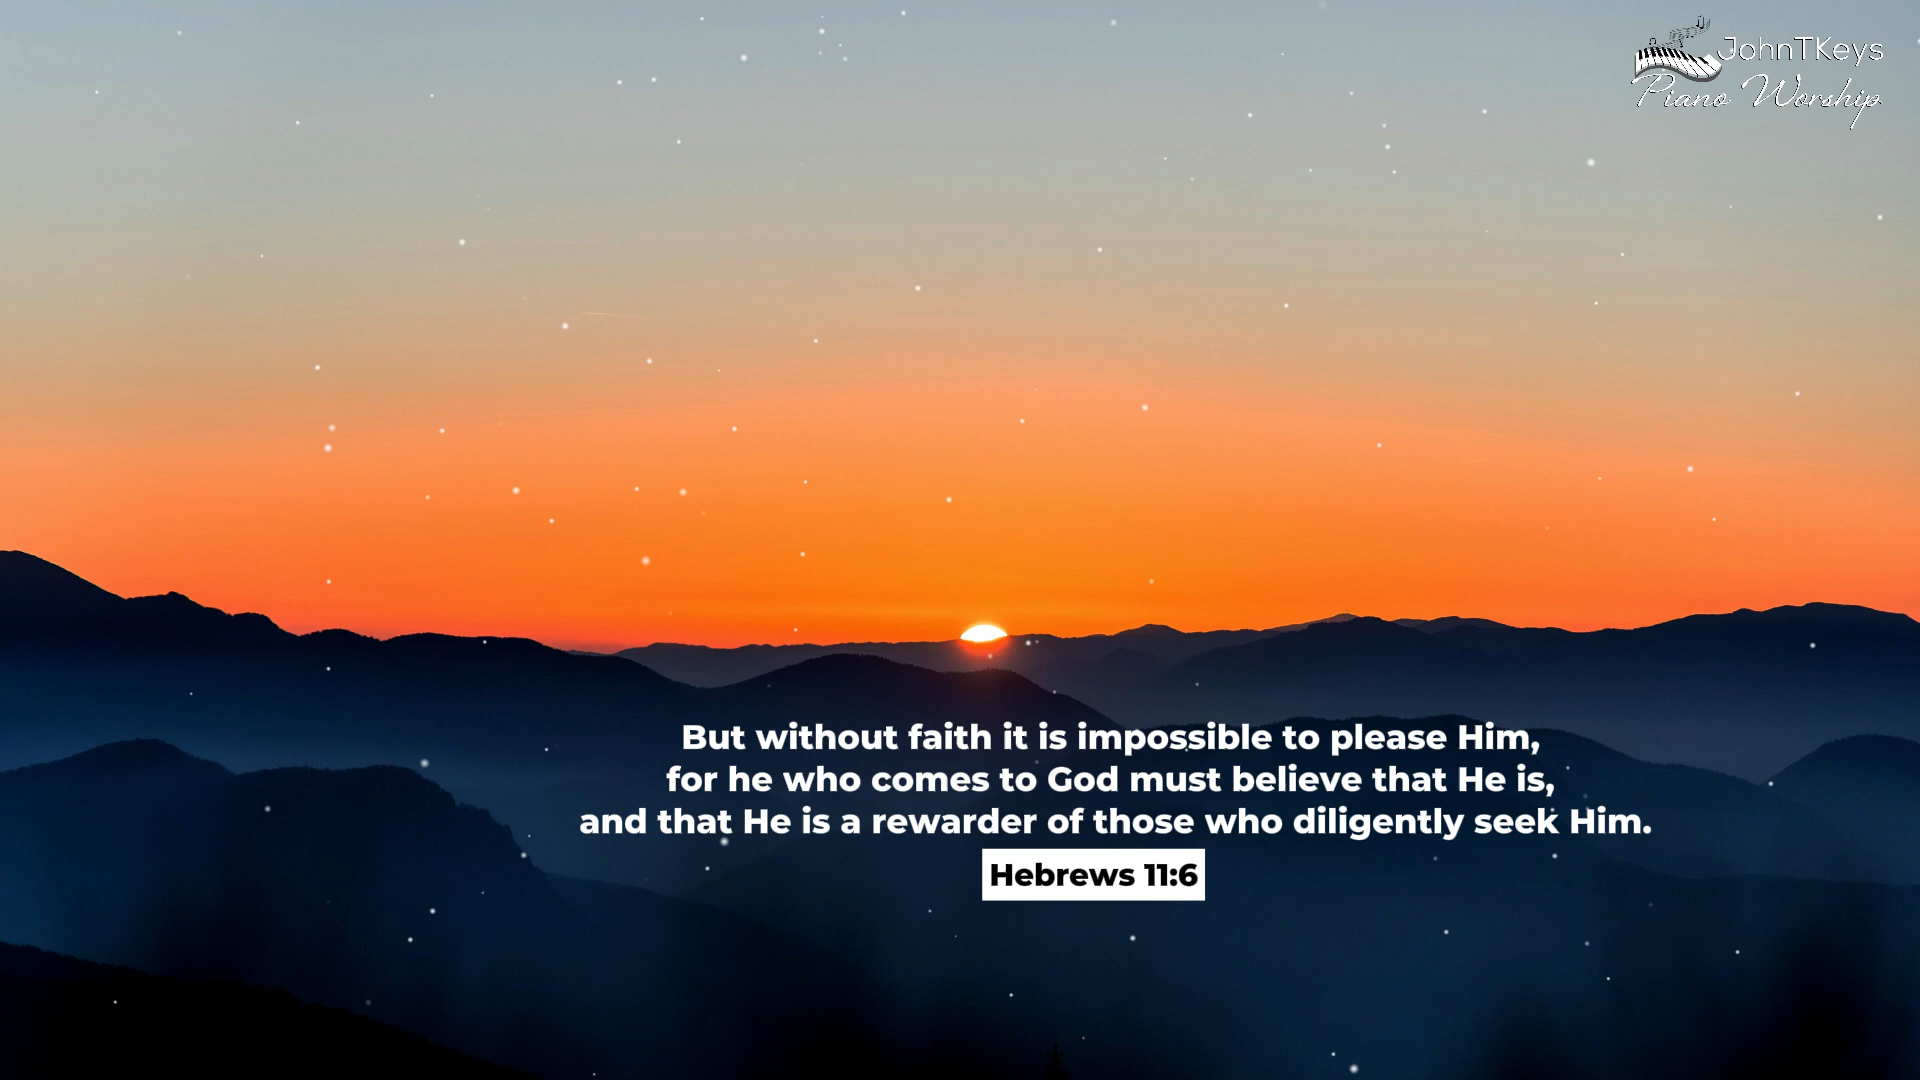 JohnTKeys
Piano Worship
But without faith it is impossible to please Him,
for he who comes to God must believe that He is,
and that He is a rewarder of those who diligently seek Him.
Hebrews 11:6